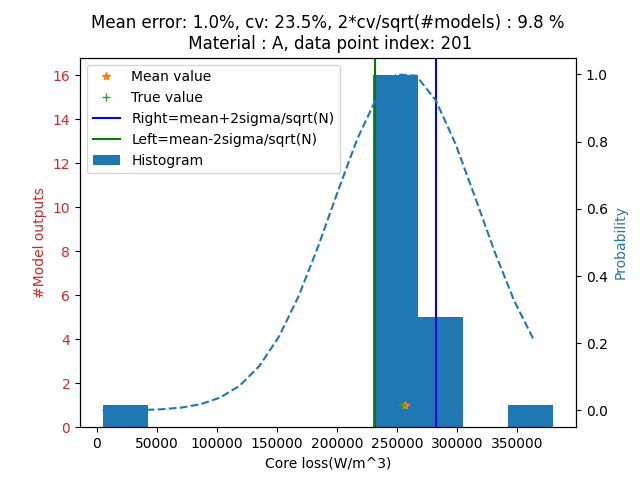 Mean error: 1.0%, cv: 23.5%, 2*cv/sqrt(#models) : 9.8 %
Material : A, data point index: 201
Mean value
True value
Right=mean+2sigma/sqrt(N)
Left=mean-2sigma/sqrt(N)
Histogram
16
14
12
10
8
6
4
2
0
#Model outputs
1.0
0.8
0.6
0.4
0.2
0.0
Probability
0 50000 100000 150000 200000 250000 300000 350000
Core loss(W/m^3)